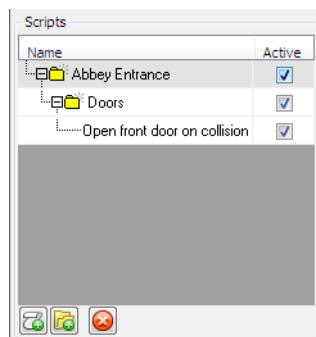 Scripts
Name Active
Abbey Entrance
Doors
Open front door on collision